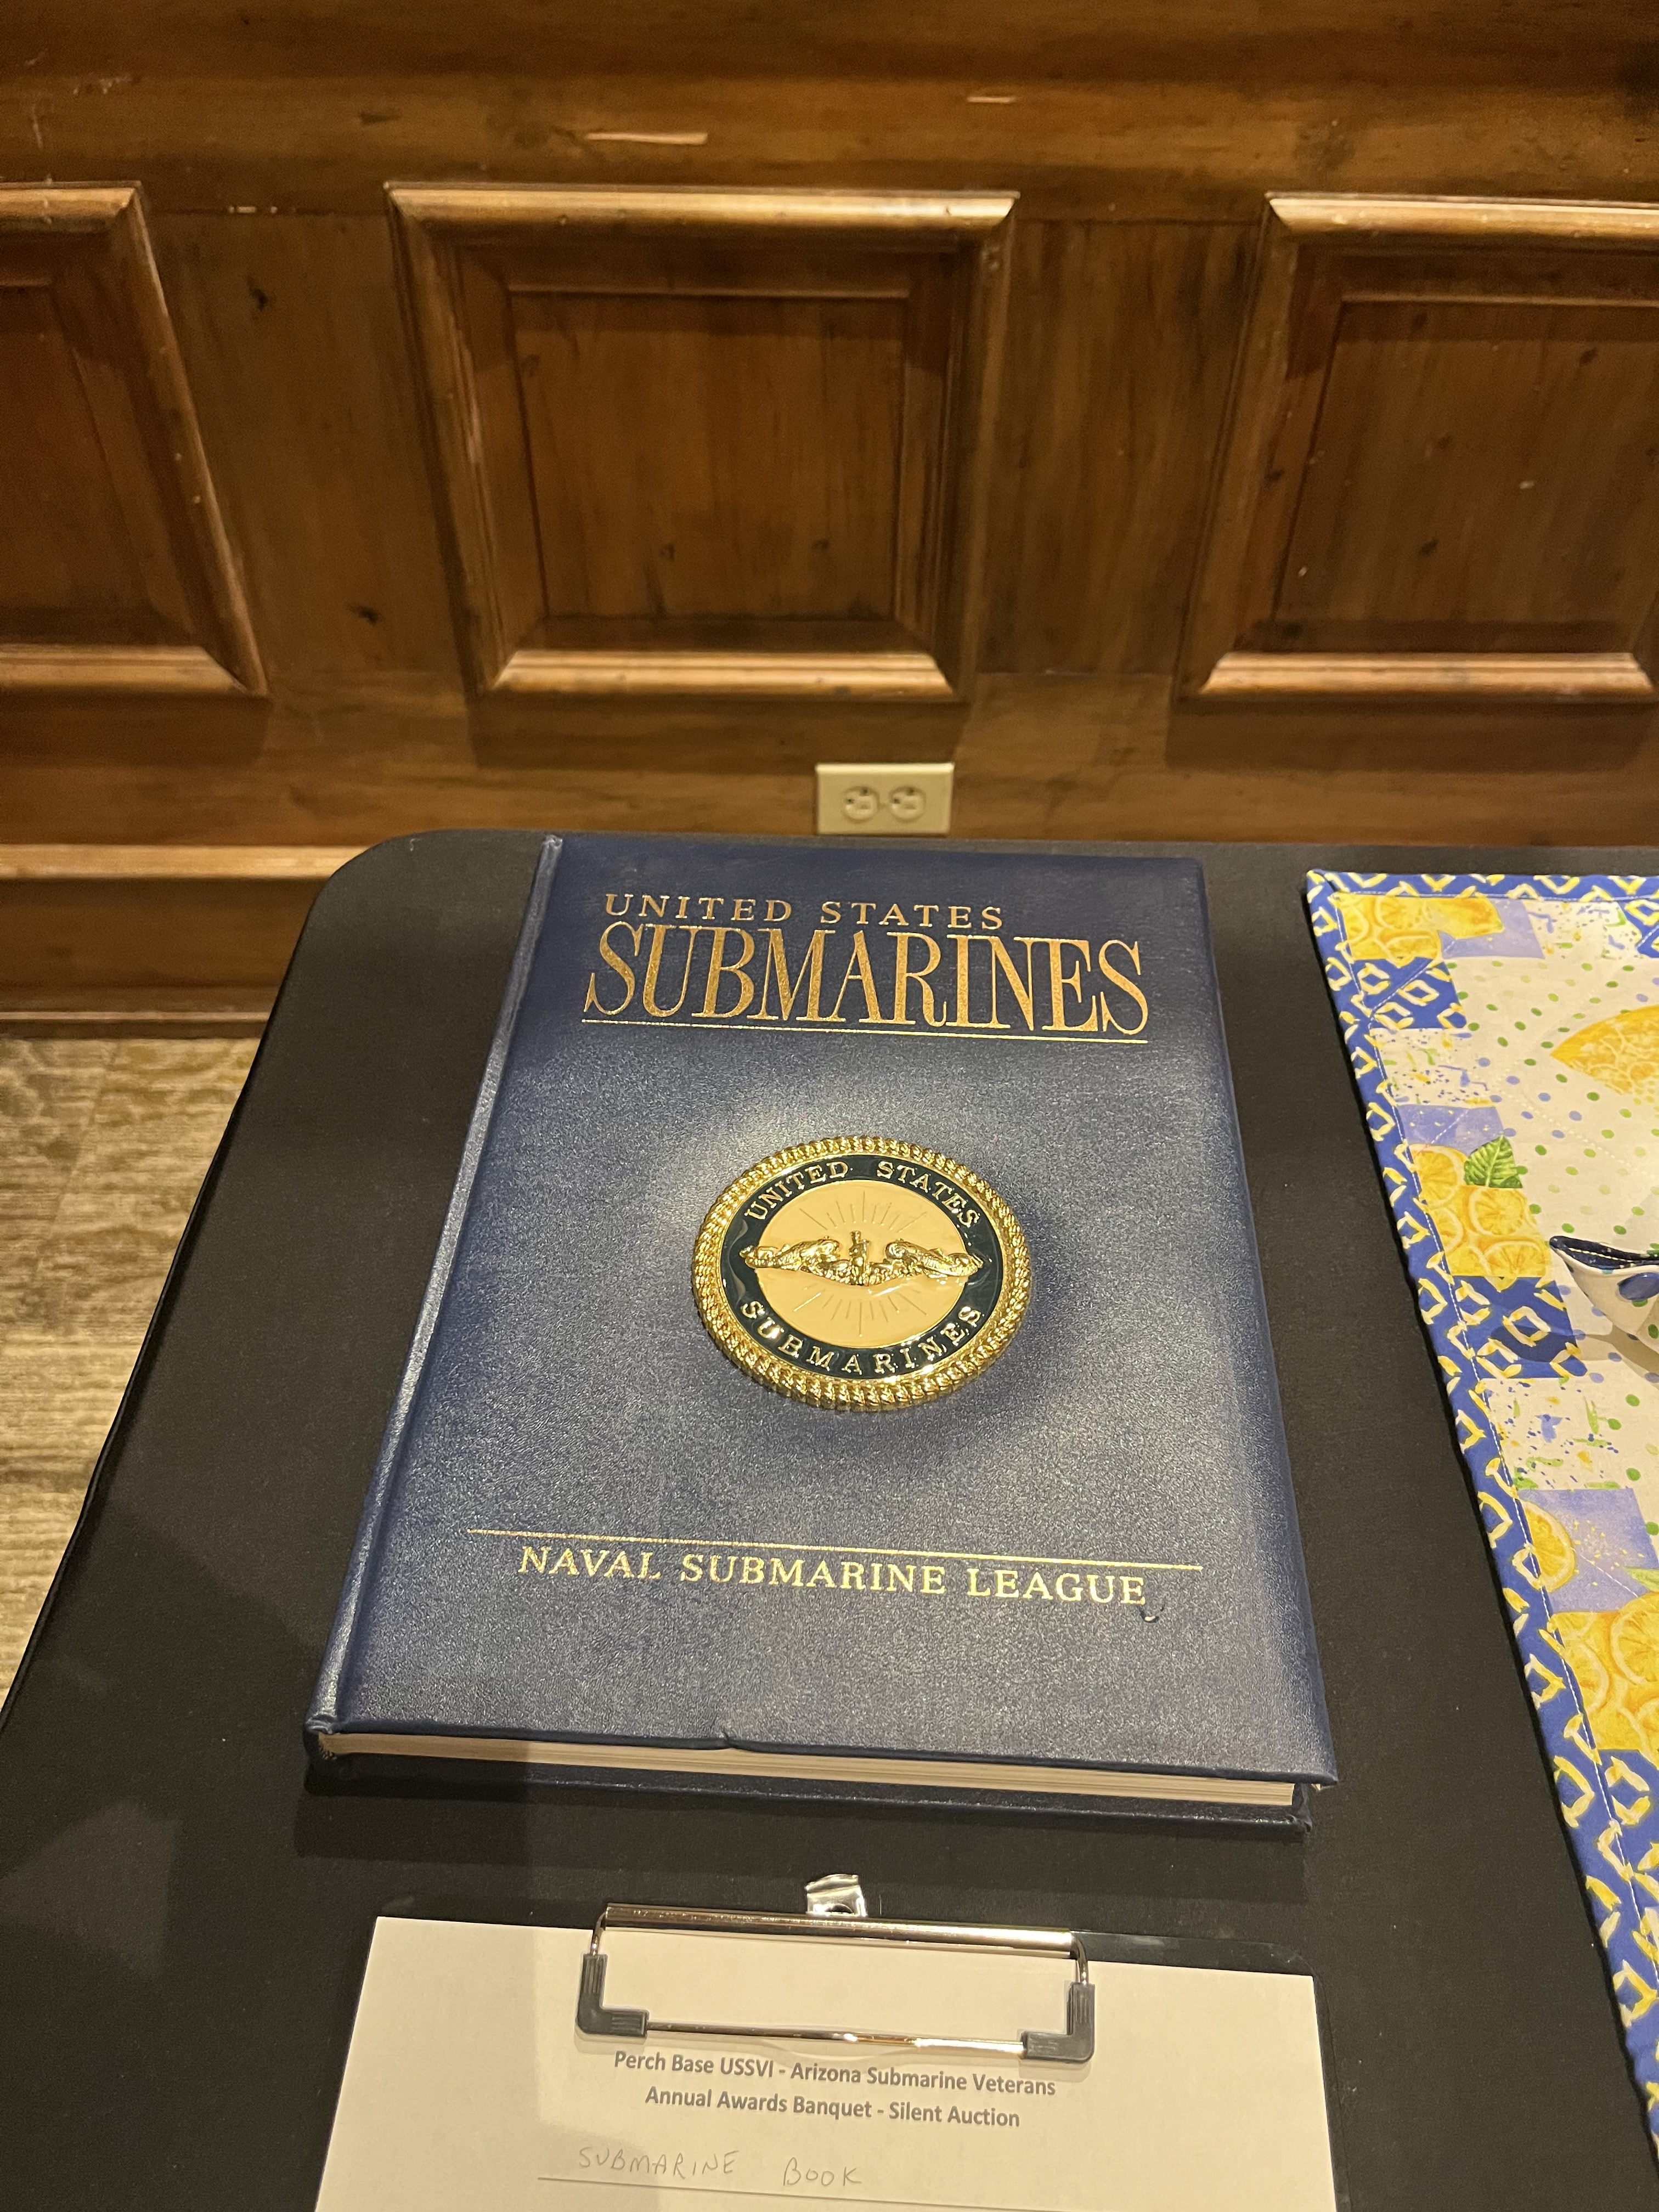 UNITED STATES
SUBMARINES
UNITED STATES
SUBMARINES
NAVAL SUBMARINE LEAGUE
Perch Base USSVI - Arizona Submarine Veterans
Annual Awards Banquet - Silent Auction
SUBMARINE BOOK